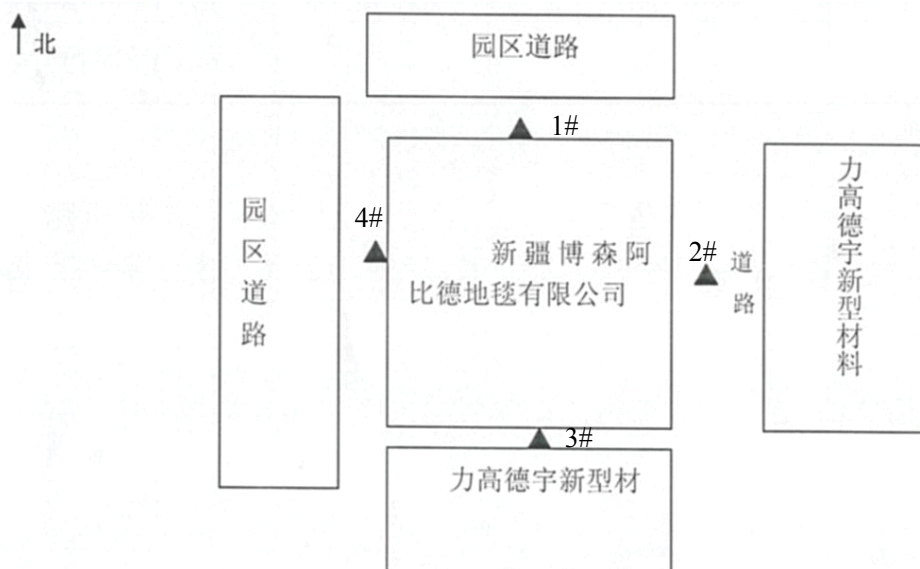 北
园区道路
1#
园区道路
4#
新疆博森阿
比德地毯有限公司
2#
道路
力高德宇新型材料
3#
力高德宇新型材